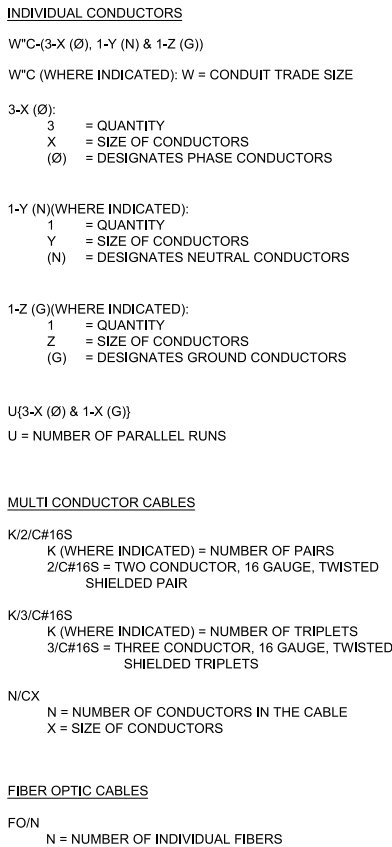 INDIVIDUAL CONDUCTORS
W"C-(3-X (Ø), 1-Y (N) & 1-Z (G))
W"C (WHERE INDICATED): W = CONDUIT TRADE SIZE
3-X (Ø):
3 = QUANTITY
X = SIZE OF CONDUCTORS
(Ø) = DESIGNATES PHASE CONDUCTORS
1-Y (N)(WHERE INDICATED):
1 = QUANTITY
Y = SIZE OF CONDUCTORS
(N) = DESIGNATES NEUTRAL CONDUCTORS
1-Z (G)(WHERE INDICATED):
1 = QUANTITY
Z = SIZE OF CONDUCTORS
(G) = DESIGNATES GROUND CONDUCTORS
U{3-X (Ø) & 1-X (G)}
U = NUMBER OF PARALLEL RUNS
MULTI CONDUCTOR CABLES
K/2/C#16S
K (WHERE INDICATED) = NUMBER OF PAIRS
2/C#16S = TWO CONDUCTOR, 16 GAUGE, TWISTED
SHIELDED PAIR
K/3/C#16S
K (WHERE INDICATED) = NUMBER OF TRIPLETS
3/C#16S = THREE CONDUCTOR, 16 GAUGE, TWISTED
SHIELDED TRIPLETS
N/CX
N = NUMBER OF CONDUCTORS IN THE CABLE
X = SIZE OF CONDUCTORS
FIBER OPTIC CABLES
FO/N
N = NUMBER OF INDIVIDUAL FIBERS